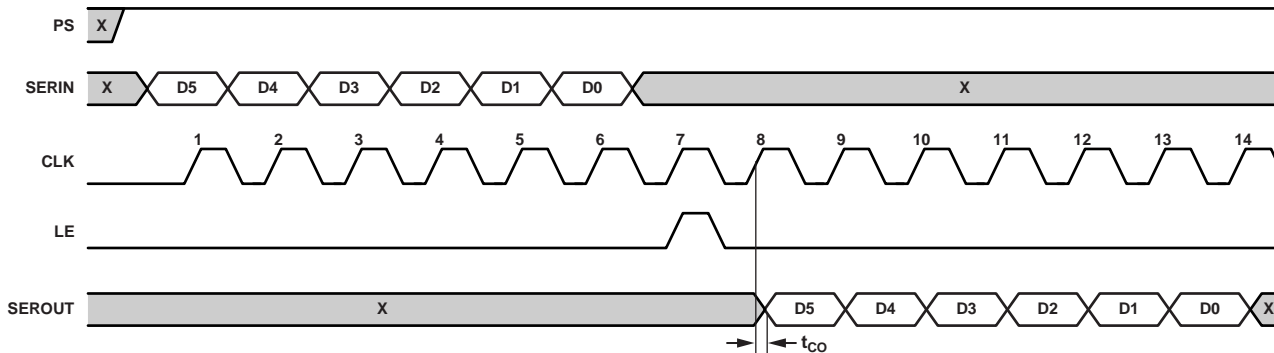 PS X
SERIN X D5 D4 D3 D2 D1 D0 X
1 2 3 4 5 6 7 8 9 10 11 12 13 14
CLK
LE
SEROUT X D5 D4 D3 D2 D1 D0 X
tCO